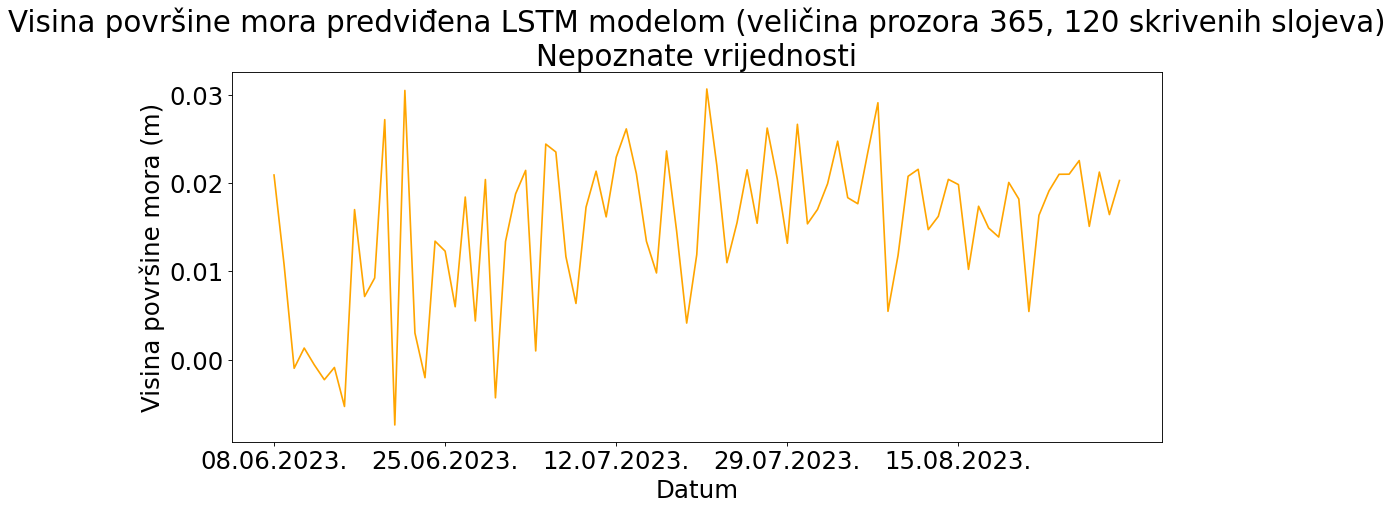 Visina površine mora predviđena LSTM modelom (veličina prozora 365, 120 skrivenih slojeva)
Nepoznate vrijednosti
Visina površine mora (m)
0.03
0.02
0.01
0.00
08.06.2023. 25.06.2023. 12.07.2023. 29.07.2023. 15.08.2023.
Datum